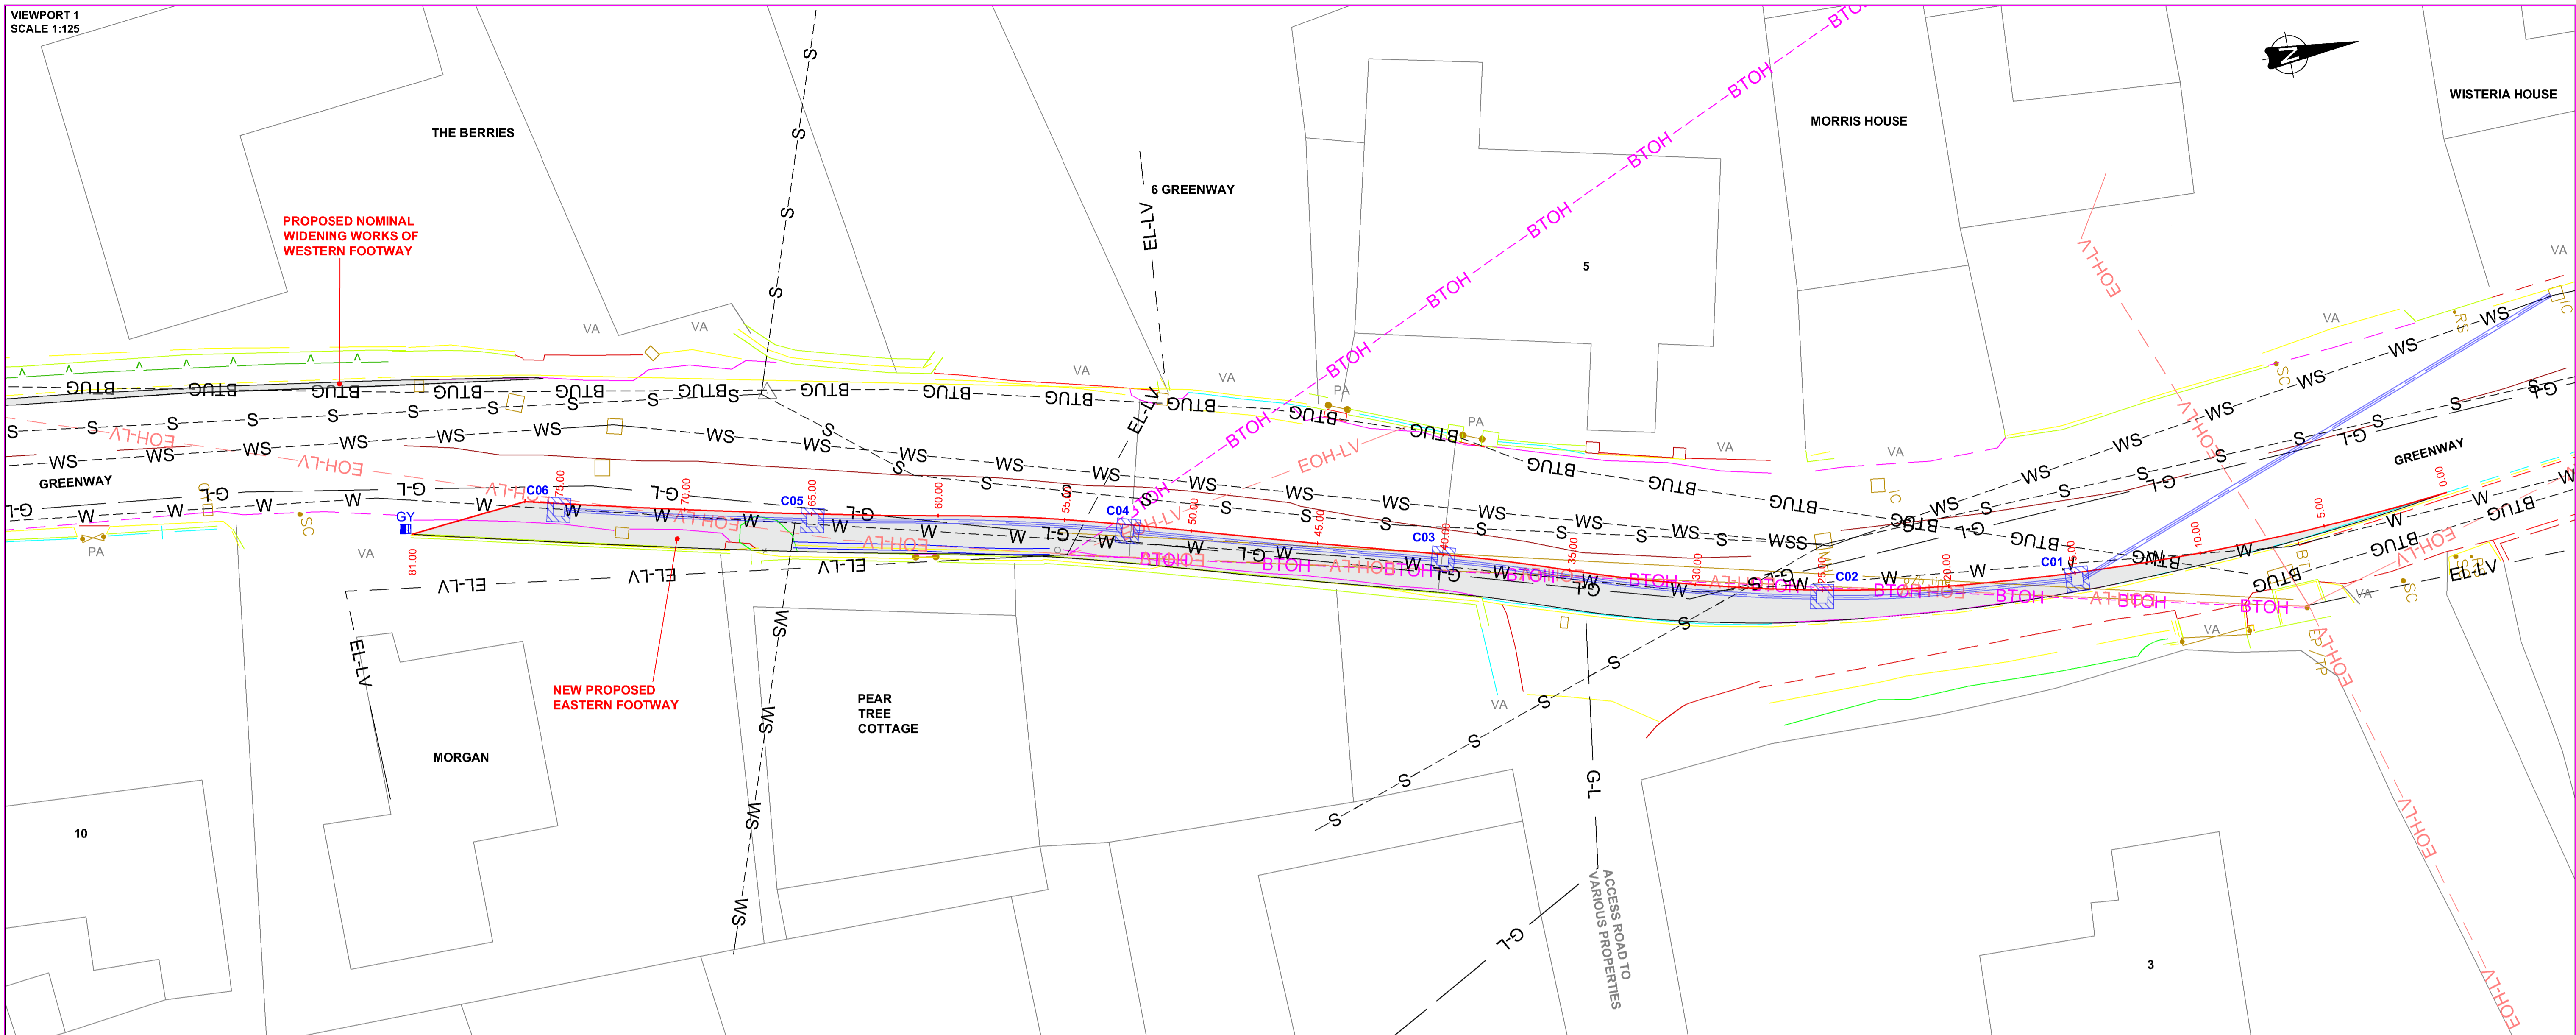 VIEWPORT 1
SCALE 1:125
N
THE BERRIES
6 GREENWAY
5
MORRIS HOUSE
WISTERIA HOUSE
PROPOSED NOMINAL
WIDENING WORKS OF
WESTERN FOOTWAY
BTOH
EL-LV
S
VA
PA
BTUG
SW
EOH-LV
G-L
W
IC
RS
SC
GREENWAY
GREENWAY
GY
C06
C05
C04
C03
C02
C01
81.00
75.00
70.00
65.00
60.00
55.00
50.00
45.00
40.00
35.00
30.00
25.00
20.00
10.00
5.00
0.00
BT
NEW PROPOSED
EASTERN FOOTWAY
PEAR
TREE
COTTAGE
MORGAN
WS
10
3
ACCESS ROAD TO
VARIOUS PROPERTIES